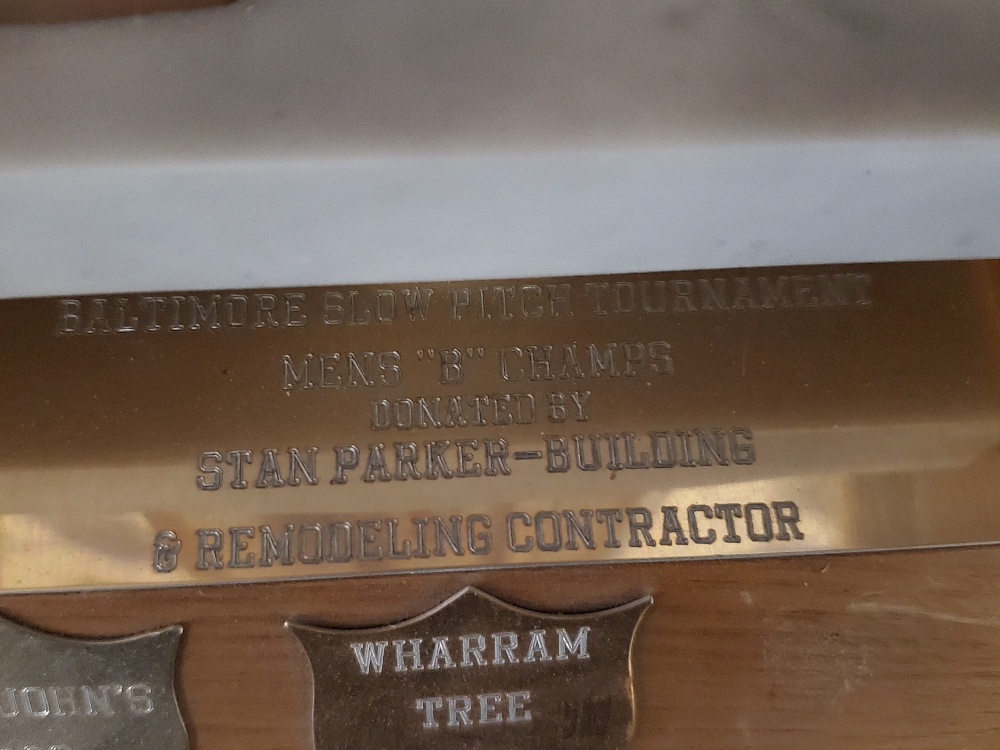 BALTIMORE SLOW PITCH TOURNAMENT
MENS "B" CHAMPS
DONATED BY
STAN PARKER-BUILDING
& REMODELING CONTRACTOR
WHARRAM
TREE
JOHN'S